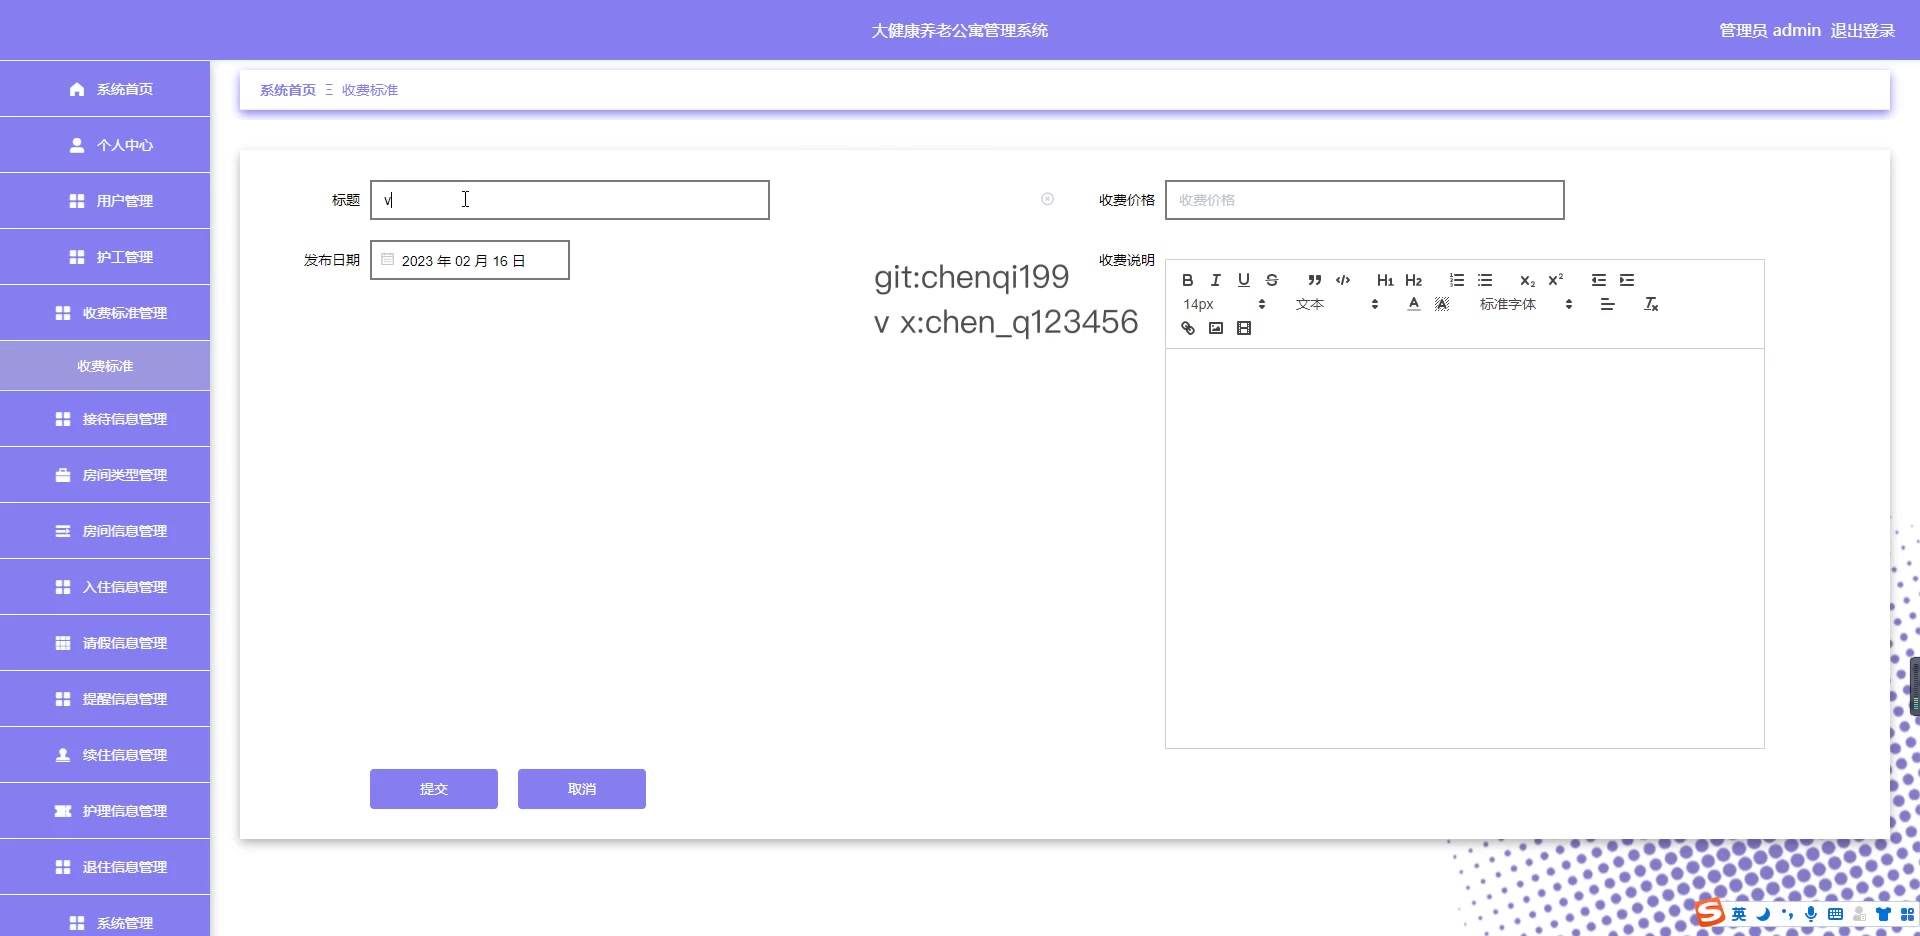 大健康养老公寓管理系统
管理员 admin 退出登录
系统首页
个人中心
用户管理
护工管理
收费标准管理
收费标准
接待信息管理
房间类型管理
房间信息管理
入住信息管理
请假信息管理
提醒信息管理
续住信息管理
护理信息管理
退住信息管理
系统管理
系统首页 Ξ 收费标准
标题 v
收费价格 收费价格
发布日期 2023 年 02 月 16 日
收费说明
git:chenqi199
v x:chen_q123456
B I U S H1 H2 x2 x2
14px 文本 A A 标准字体 Tx
提交 取消
S 英